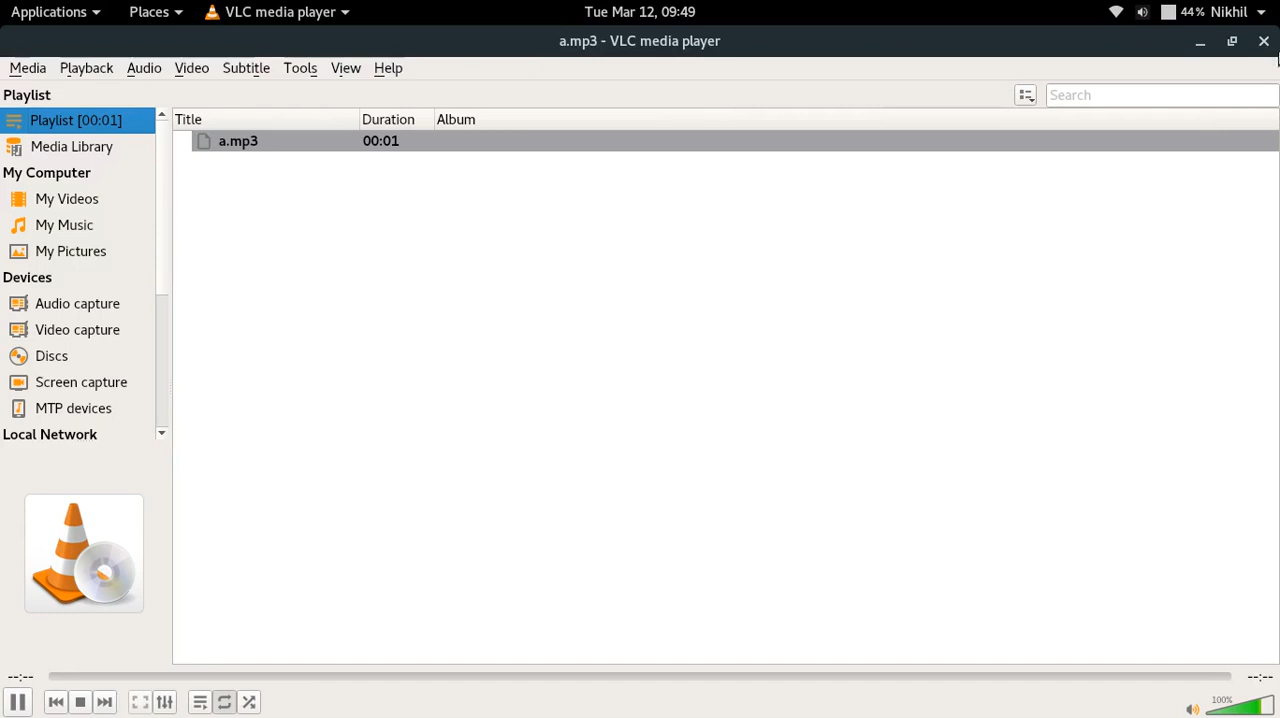 Applications Places VLC media player Tue Mar 12, 09:49 44% Nikhil
a.mp3 - VLC media player
Media Playback Audio Video Subtitle Tools View Help
Playlist Search
Playlist [00:01] Title Duration Album
a.mp3 00:01
Media Library
My Computer
My Videos
My Music
My Pictures
Devices
Audio capture
Video capture
Discs
Screen capture
MTP devices
Local Network
--:-- --:--
100%